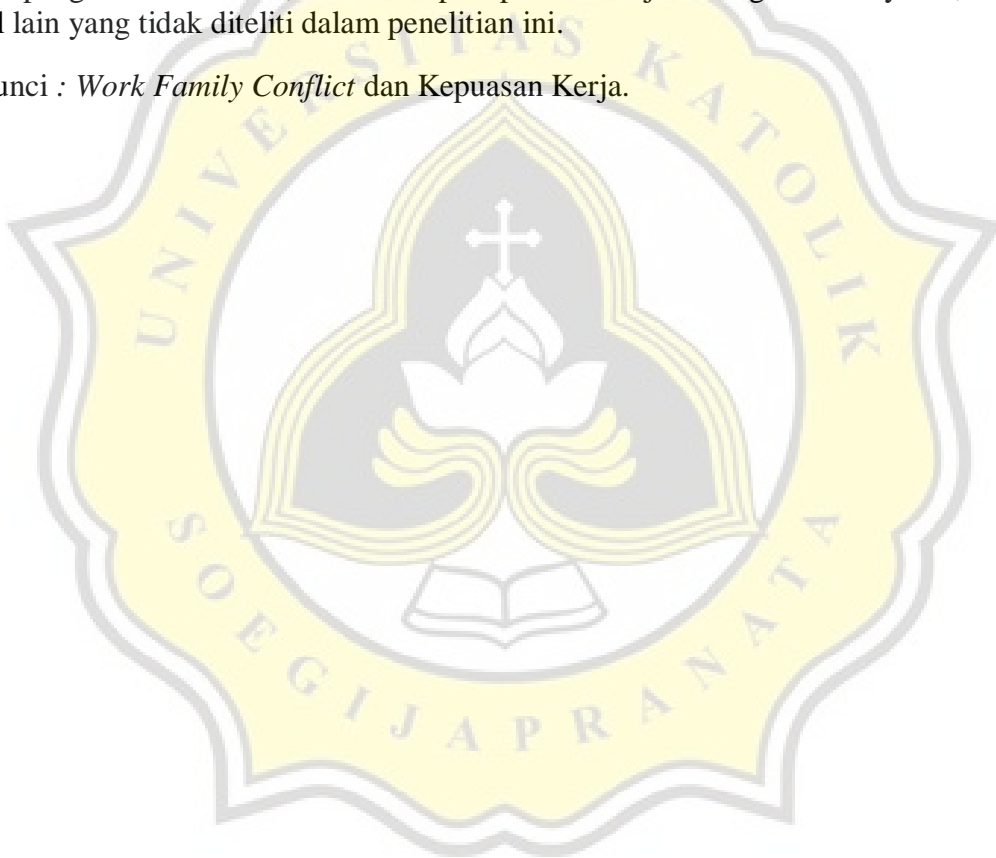 l lain yang tidak diteliti dalam penelitian ini.
unci : Work Family Conflict dan Kepuasan Kerja.
UNIVERSITAS KATOLIK
SOEGIJAPRANATA